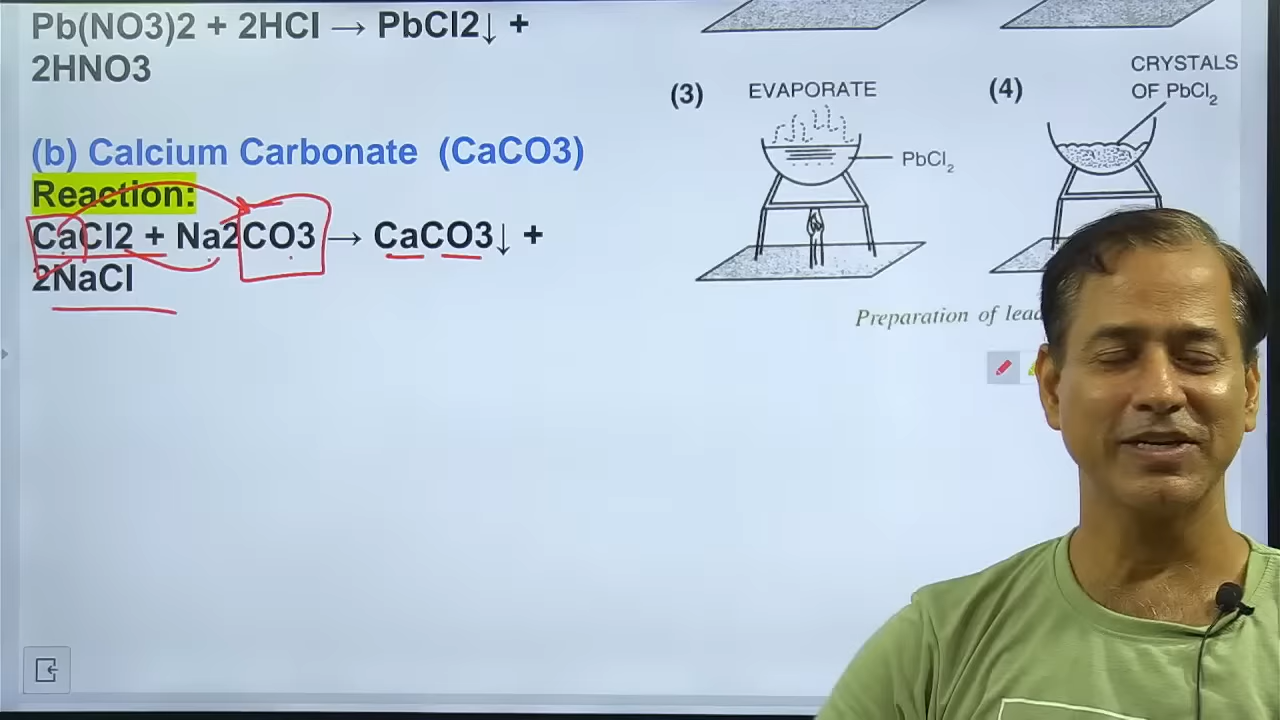 Pb(NO3)2 + 2HCl → PbCl2↓ +
2HNO3
(b) Calcium Carbonate (CaCO3)
Reaction:
CaCl2 + Na2CO3 → CaCO3↓ +
2NaCl
(3)
EVAPORATE
PbCl₂
(4)
CRYSTALS
OF PbCl₂
Preparation of lead